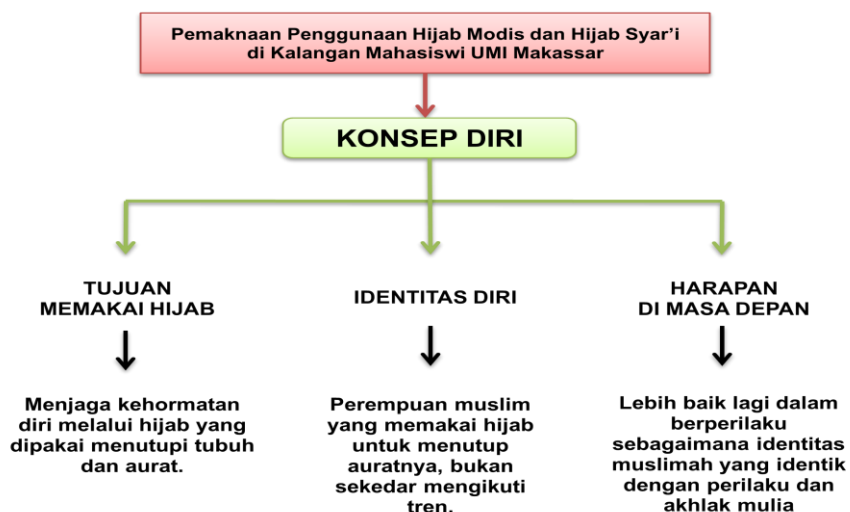 Pemaknaan Penggunaan Hijab Modis dan Hijab Syar'i
di Kalangan Mahasiswi UMI Makassar
KONSEP DIRI
TUJUAN
MEMAKAI HIJAB
Menjaga kehormatan
diri melalui hijab yang
dipakai menutupi tubuh
dan aurat.
IDENTITAS DIRI
Perempuan muslim
yang memakai hijab
untuk menutup
auratnya, bukan
sekedar mengikuti
tren.
HARAPAN
DI MASA DEPAN
Lebih baik lagi dalam
berperilaku
sebagaimana identitas
muslimah yang identik
dengan perilaku dan
akhlak mulia